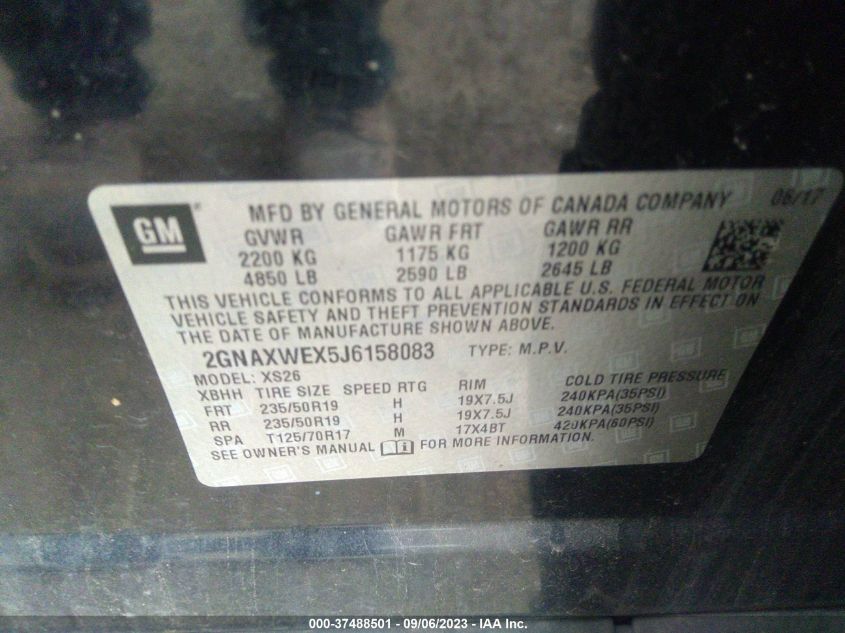 GM ® MFD BY GENERAL MOTORS OF CANADA COMPANY 06/17
GVWR GAWR FRT GAWR RR
2200 KG 1175 KG 1200 KG
4850 LB 2590 LB 2645 LB
THIS VEHICLE CONFORMS TO ALL APPLICABLE U.S. FEDERAL MOTOR
VEHICLE SAFETY AND THEFT PREVENTION STANDARDS IN EFFECT ON
THE DATE OF MANUFACTURE SHOWN ABOVE.
2GNAXWEX5J6158083 TYPE: M.P.V.
MODEL: XS26
XBHH TIRE SIZE SPEED RTG RIM COLD TIRE PRESSURE
FRT 235/50R19 H 19X7.5J 240KPA(35PSI)
RR 235/50R19 H 19X7.5J 240KPA(35PSI)
SPA T125/70R17 M 17X4BT 420KPA(60PSI)
SEE OWNER'S MANUAL FOR MORE INFORMATION.
000-37488501 - 09/06/2023 - IAA Inc.